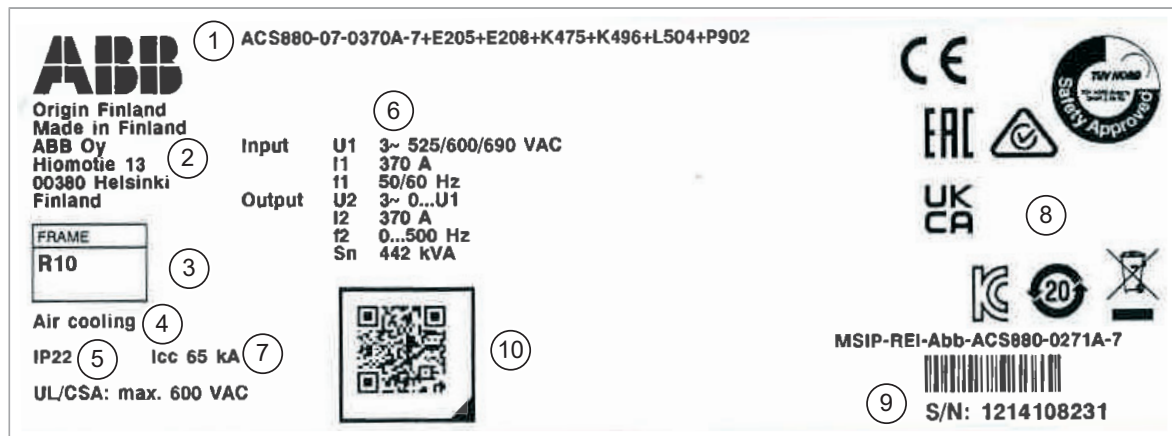 ABB
① ACS880-07-0370A-7+E205+E208+K475+K496+L504+P902
Origin Finland
Made in Finland
ABB Oy
Hiomotie 13
00380 Helsinki
Finland
②
FRAME
R10
③
Air cooling ④
IP22 ⑤ Icc 65 kA ⑦
UL/CSA: max. 600 VAC
⑥
Input U1 3~ 525/600/690 VAC
I1 370 A
f1 50/60 Hz
Output U2 3~ 0...U1
I2 370 A
f2 0...500 Hz
Sn 442 kVA
⑩
CE
TÜV NORD
Safety Approved
EAC
UK
CA
⑧
20
MSIP-REI-Abb-ACS880-0271A-7
⑨ S/N: 1214108231